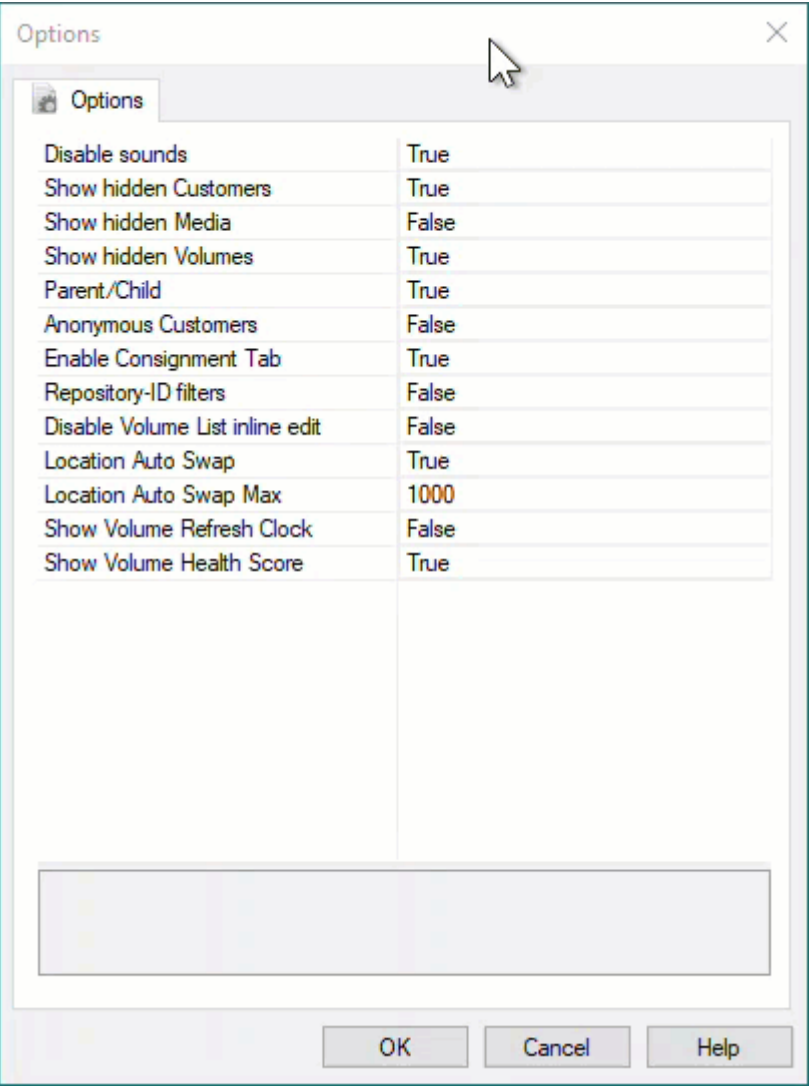 Options
Options
Disable sounds True
Show hidden Customers True
Show hidden Media False
Show hidden Volumes True
Parent/Child True
Anonymous Customers False
Enable Consignment Tab True
Repository-ID filters False
Disable Volume List inline edit False
Location Auto Swap True
Location Auto Swap Max 1000
Show Volume Refresh Clock False
Show Volume Health Score True
OK Cancel Help